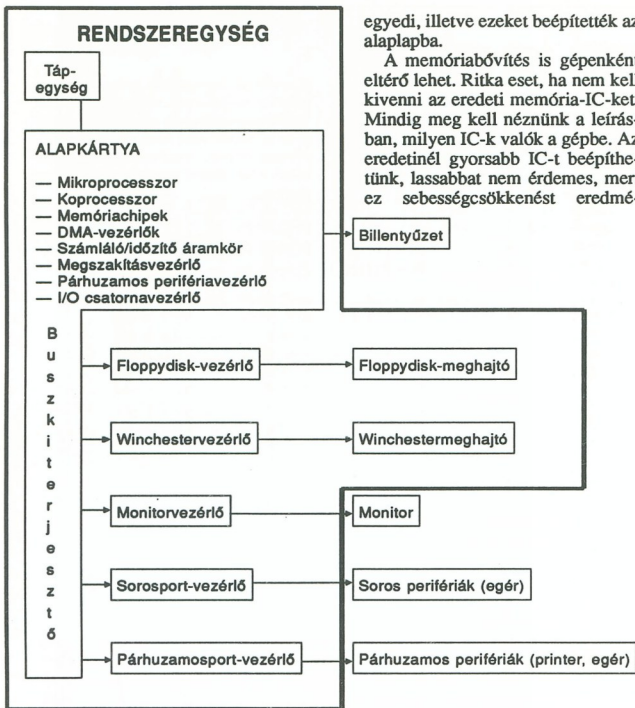 RENDSZEREGYSÉG
Táp-
egység
ALAPKÁRTYA
— Mikroprocesszor
— Koprocesszor
— Memóriachipek
— DMA-vezérlők
— Számláló/időzítő áramkör
— Megszakításvezérlő
— Párhuzamos perifériavezérlő
— I/O csatornavezérlő
Buszkiterjesztő
Billentyűzet
Floppydisk-vezérlő
Floppydisk-meghajtó
Winchestervezérlő
Winchestermeghajtó
Monitorvezérlő
Monitor
Sorosport-vezérlő
Soros perifériák (egér)
Párhuzamosport-vezérlő
Párhuzamos perifériák (printer, egér)
egyedi, illetve ezeket beépítették az
alaplapba.
A memóriabővítés is gépenként
eltérő lehet. Ritka eset, ha nem kell
kivenni az eredeti memória-IC-ket.
Mindig meg kell néznünk a leírás-
ban, milyen IC-k valók a gépbe. Az
eredetinél gyorsabb IC-t beépíthe-
tünk, lassabbat nem érdemes, mert
ez sebességcsökkenést eredmé-